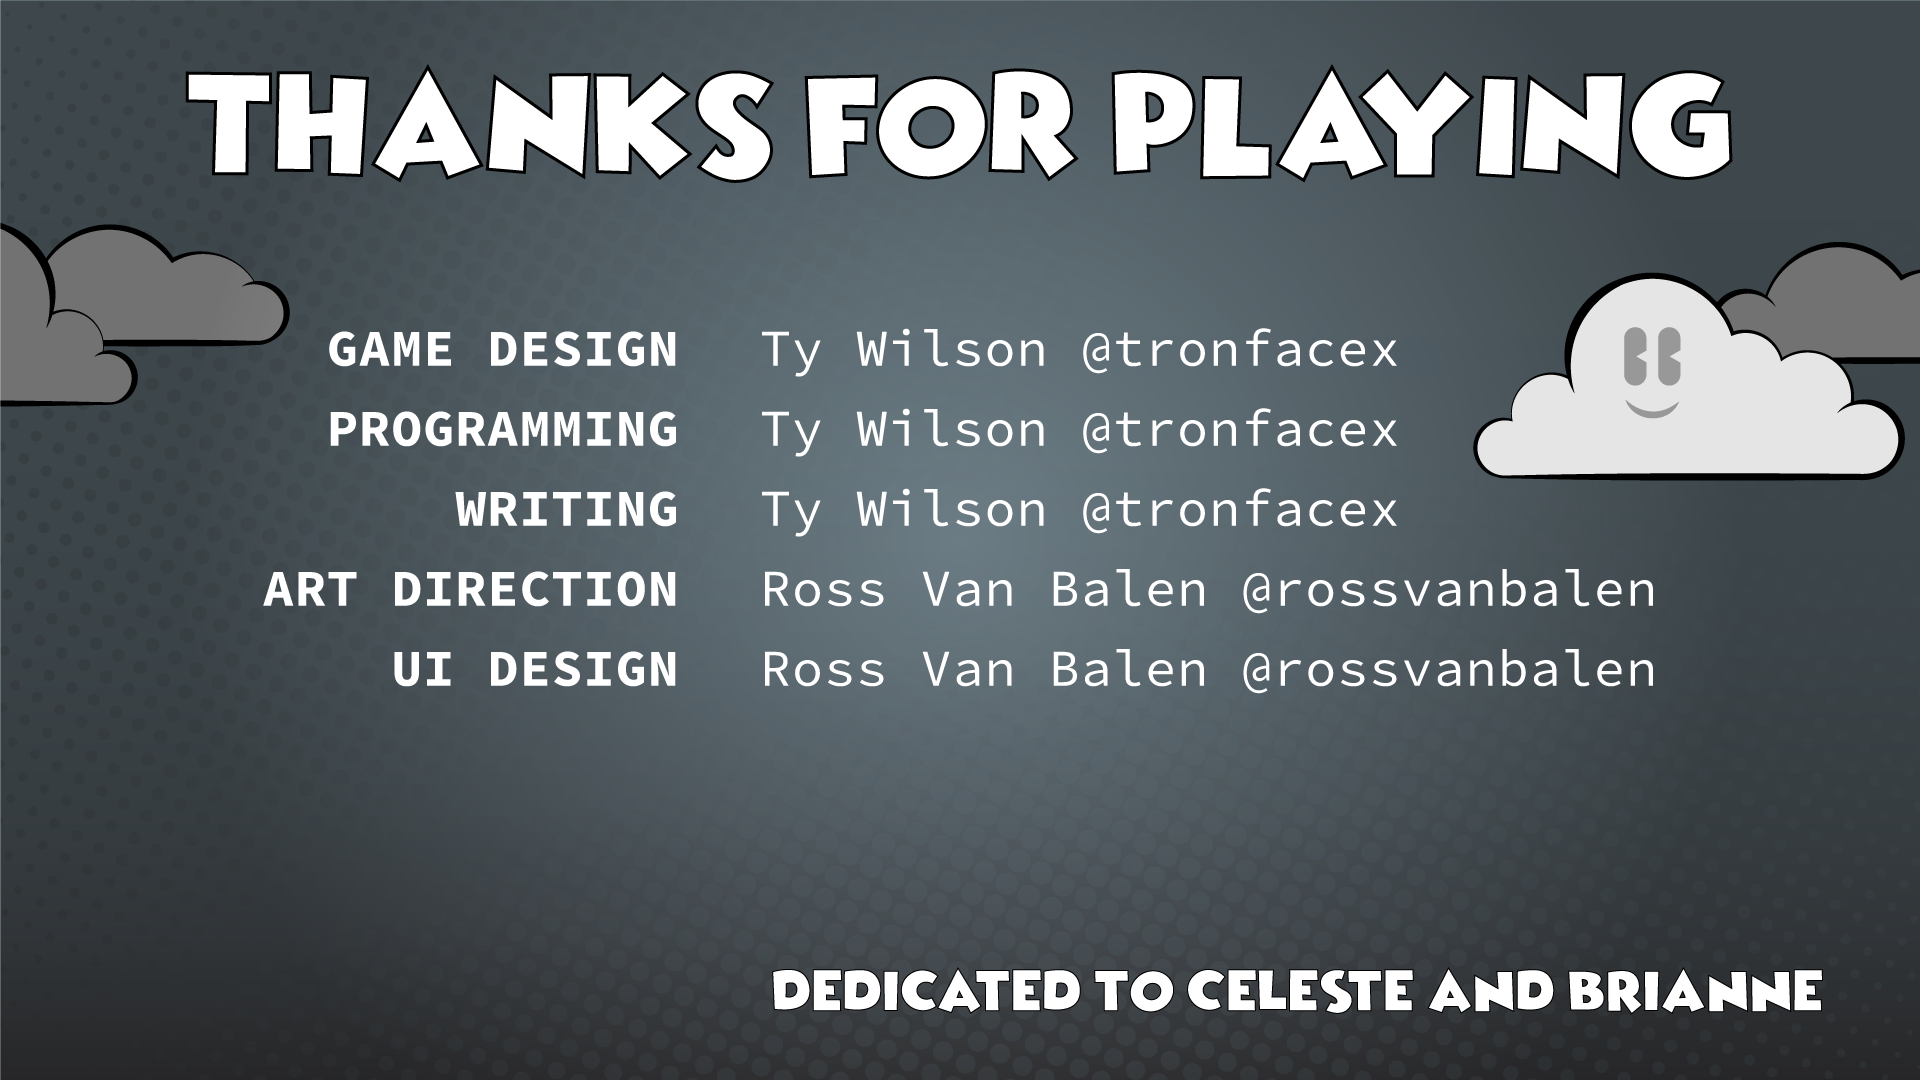 THANKS FOR PLAYING
GAME DESIGN Ty Wilson @tronfacex
PROGRAMMING Ty Wilson @tronfacex
WRITING Ty Wilson @tronfacex
ART DIRECTION Ross Van Balen @rossvanbalen
UI DESIGN Ross Van Balen @rossvanbalen
DEDICATED TO CELESTE AND BRIANNE